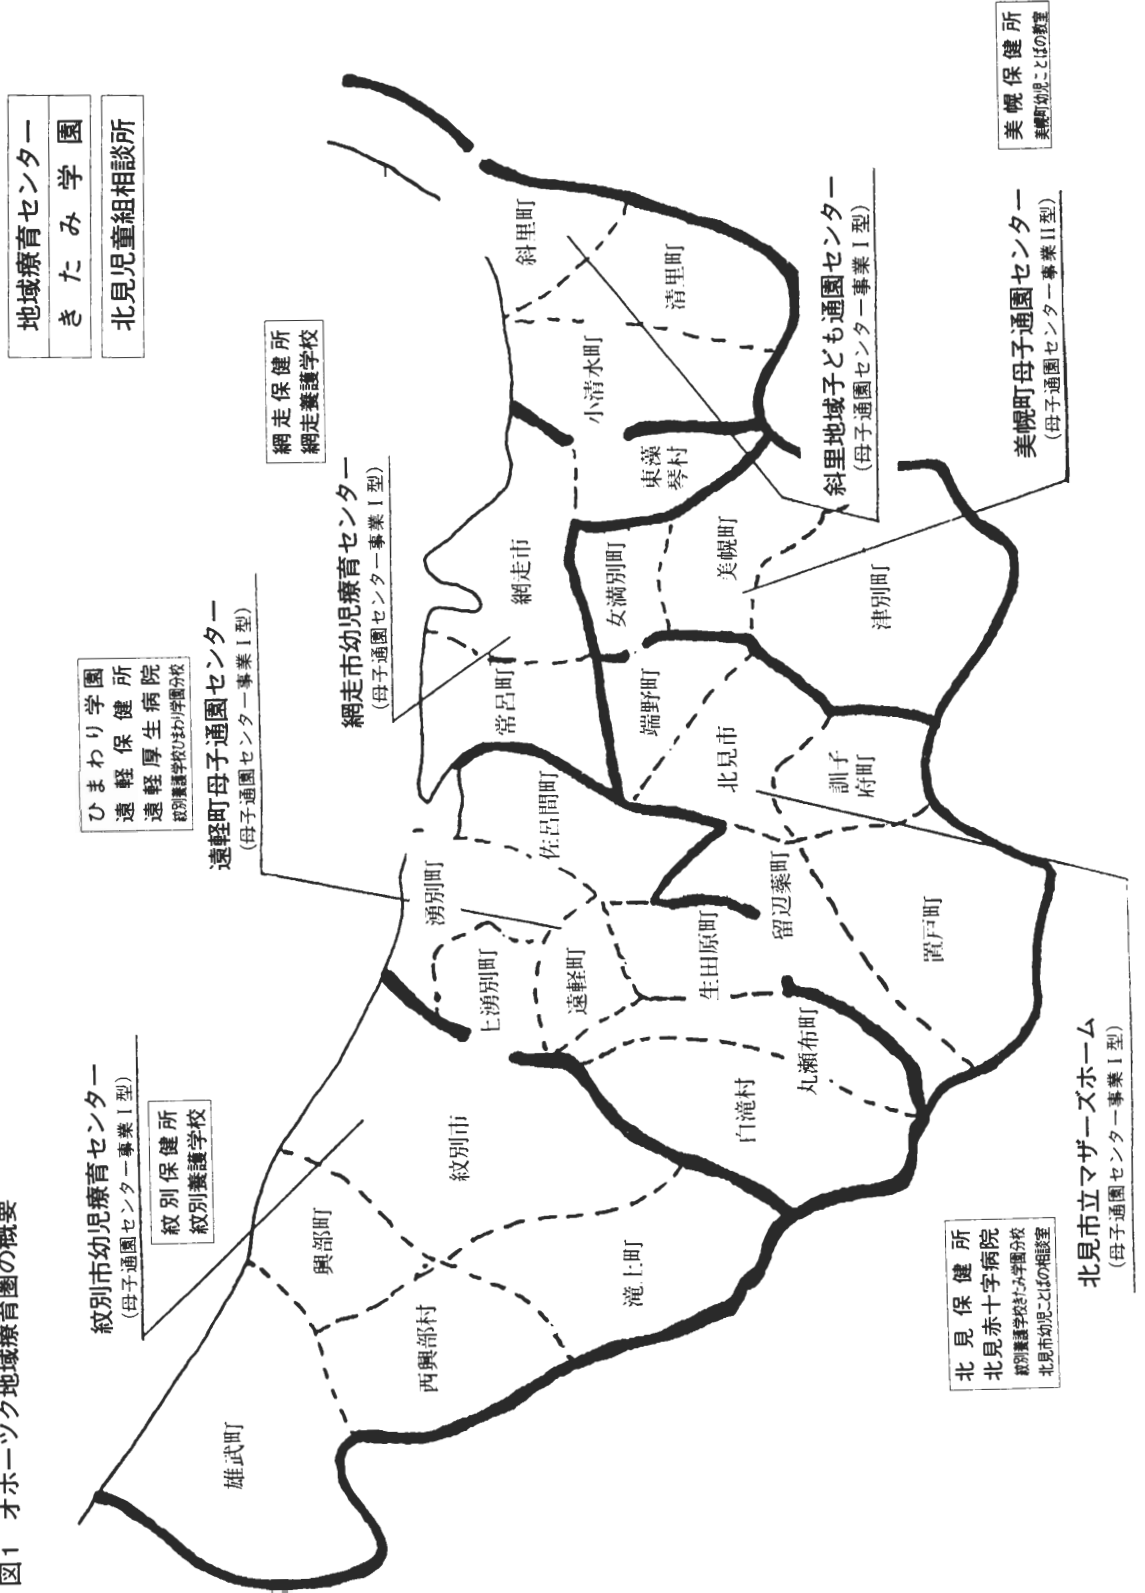 図1 オホーツク地域療育圏の概要
地域療育センター
きたみ学園
北見児童相談所
網走保健所
網走養護学校
網走市幼児療育センター
(母子通園センター事業Ⅰ型)
ひまわり学園
遠軽保健所
遠軽厚生病院
紋別養護学校ひまわり学園分校
遠軽町母子通園センター
(母子通園センター事業Ⅰ型)
紋別市幼児療育センター
(母子通園センター事業Ⅰ型)
紋別保健所
紋別養護学校
雄武町
興部町
西興部村
紋別市
滝上町
湧別町
上湧別町
遠軽町
佐呂間町
生田原町
丸瀬布町
白滝村
常呂町
網走市
女満別町
端野町
北見市
訓子府町
留辺蘂町
置戸町
美幌町
津別町
東藻琴村
小清水町
斜里町
清里町
斜里地域子ども通園センター
(母子通園センター事業Ⅰ型)
美幌町母子通園センター
(母子通園センター事業Ⅱ型)
美幌保健所
美幌町幼児ことばの教室
北見市立マザーズホーム
(母子通園センター事業Ⅰ型)
北見保健所
北見赤十字病院
紋別養護学校きたみ学園分校
北見市幼児ことばの相談室